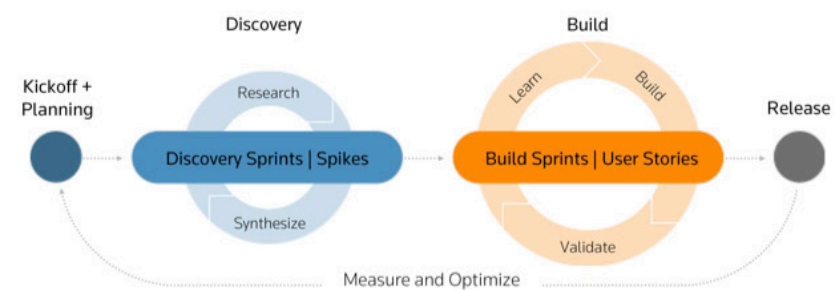 Discovery
Build
Kickoff +
Planning
Research
Learn
Build
Release
Discovery Sprints | Spikes
Build Sprints | User Stories
Synthesize
Validate
Measure and Optimize